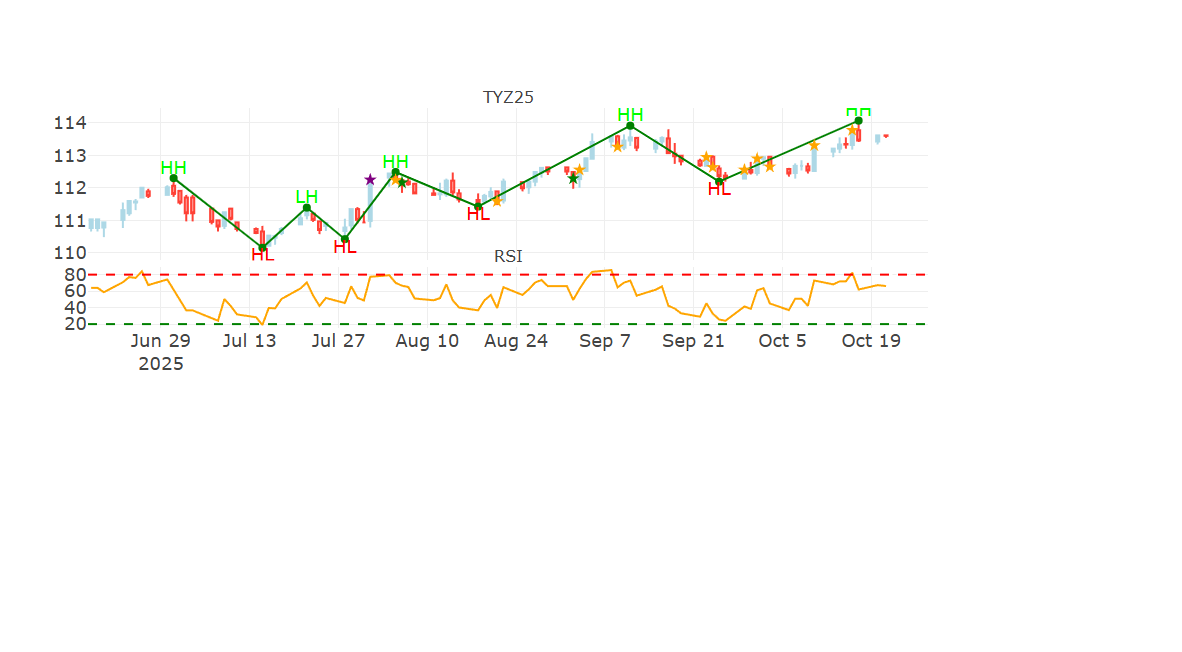 TYZ25
114
113
112
111
110
HH
HL
LH
HL
HH
HL
HH
HL
HH
RSI
80
60
40
20
Jun 29
2025
Jul 13
Jul 27
Aug 10
Aug 24
Sep 7
Sep 21
Oct 5
Oct 19